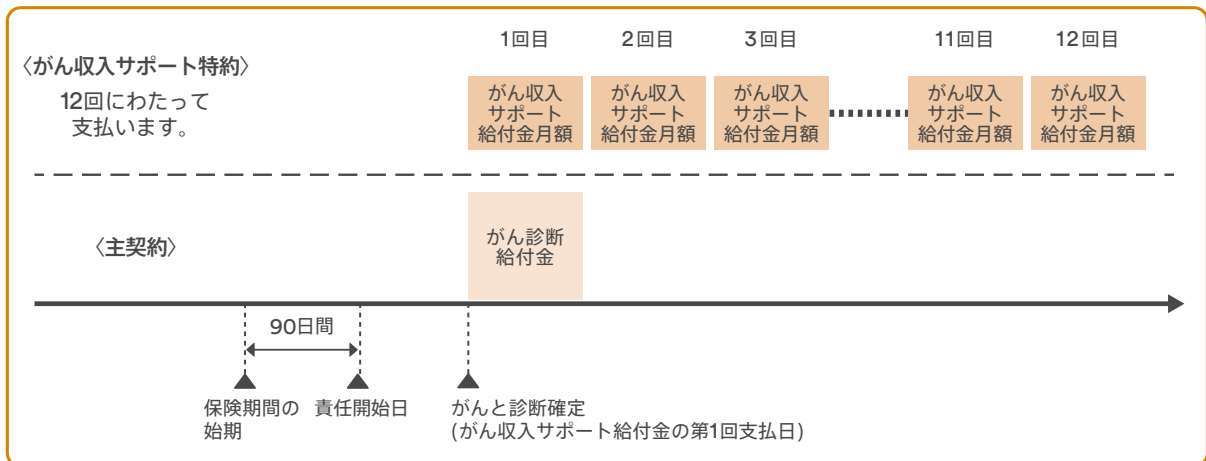 1回目 2回目 3回目 11回目 12回目
〈がん収入サポート特約〉
12回にわたって
支払います。
がん収入
サポート
給付金月額
がん収入
サポート
給付金月額
がん収入
サポート
給付金月額
がん収入
サポート
給付金月額
がん収入
サポート
給付金月額
〈主契約〉
がん診断
給付金
90日間
保険期間の
始期
責任開始日
がんと診断確定
(がん収入サポート給付金の第1回支払日)